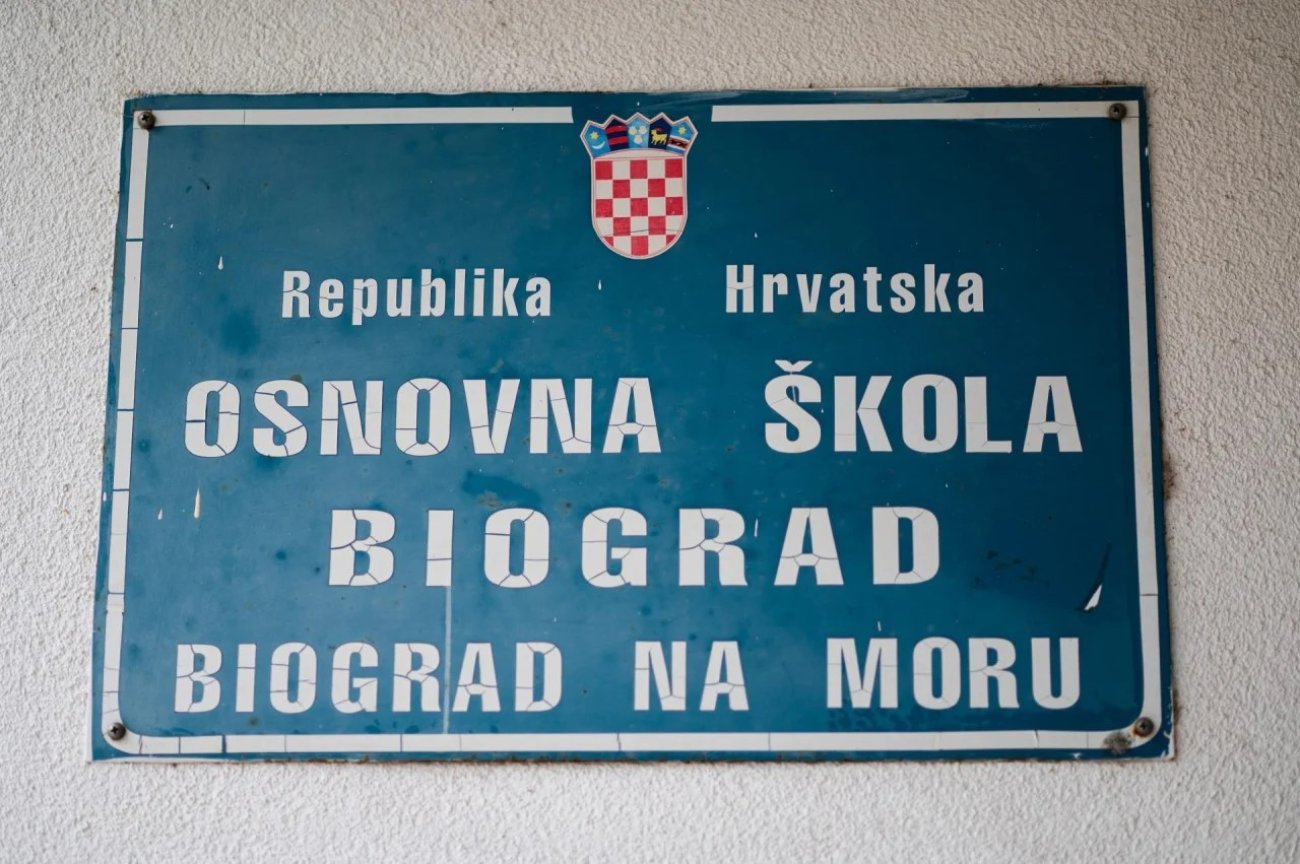 Republika Hrvatska
OSNOVNA ŠKOLA
BIOGRAD
BIOGRAD NA MORU